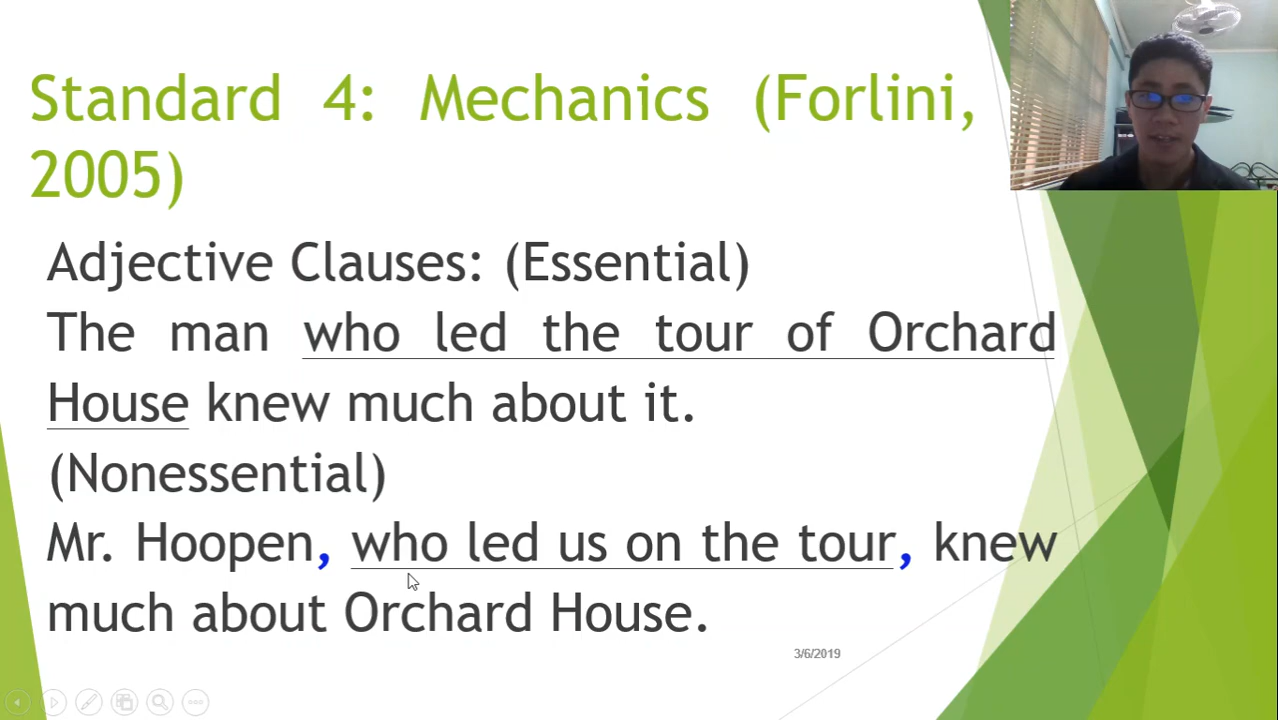 Standard 4: Mechanics (Forlini,
2005)
Adjective Clauses: (Essential)
The man who led the tour of Orchard
House knew much about it.
(Nonessential)
Mr. Hoopen, who led us on the tour, knew
much about Orchard House.
3/6/2019